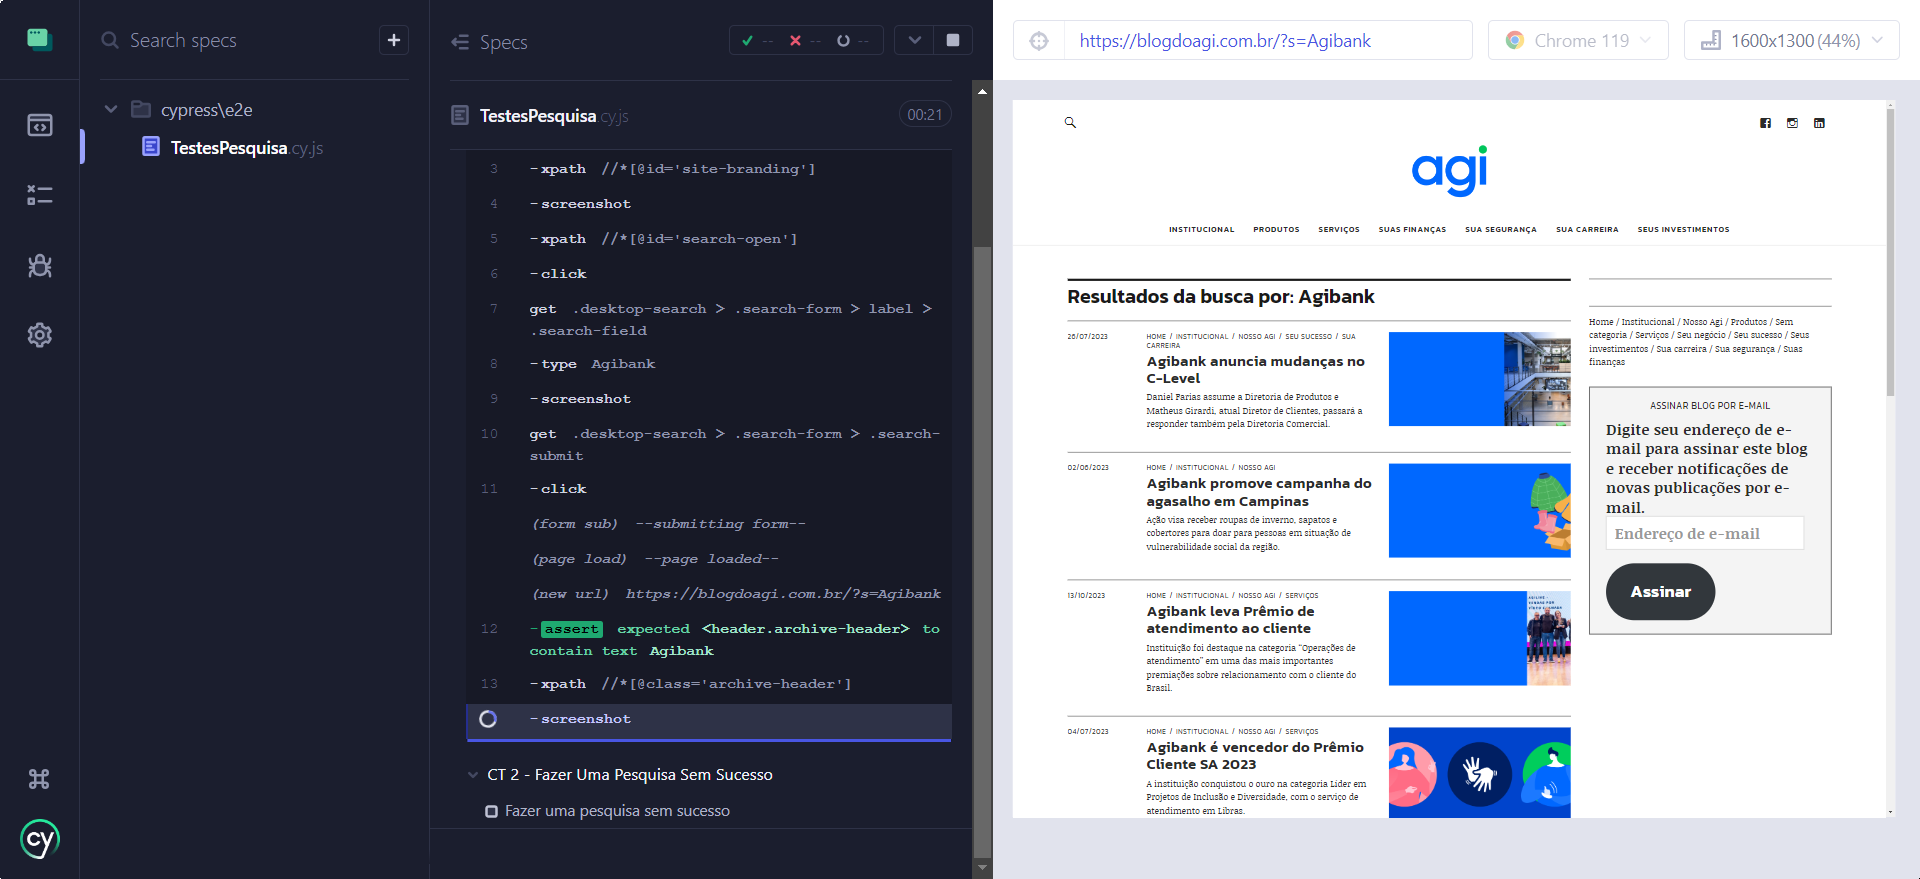 Search specs
+
cypress\e2e
TestesPesquisa.cy.js
cy
Specs
-- -- --
TestesPesquisa.cy.js
00:21
3 -xpath //*[@id='site-branding']
4 -screenshot
5 -xpath //*[@id='search-open']
6 -click
7 get .desktop-search > .search-form > label >
.search-field
8 -type Agibank
9 -screenshot
10 get .desktop-search > .search-form > .search-
submit
11 -click
(form sub) --submitting form--
(page load) --page loaded--
(new url) https://blogdoagi.com.br/?s=Agibank
12 -assert expected <header.archive-header> to
contain text Agibank
13 -xpath //*[@class='archive-header']
-screenshot
CT 2 - Fazer Uma Pesquisa Sem Sucesso
Fazer uma pesquisa sem sucesso
https://blogdoagi.com.br/?s=Agibank
Chrome 119
1600x1300 (44%)
agi
INSTITUCIONAL PRODUTOS SERVIÇOS SUAS FINANÇAS SUA SEGURANÇA SUA CARREIRA SEUS INVESTIMENTOS
Resultados da busca por: Agibank
26/07/2023
HOME / INSTITUCIONAL / NOSSO AGI / SEU SUCESSO / SUA
CARREIRA
Agibank anuncia mudanças no
C-Level
Daniel Farias assume a Diretoria de Produtos e
Matheus Girardi, atual Diretor de Clientes, passará a
responder também pela Diretoria Comercial.
02/06/2023
HOME / INSTITUCIONAL / NOSSO AGI
Agibank promove campanha do
agasalho em Campinas
Ação visa receber roupas de inverno, sapatos e
cobertores para doar para pessoas em situação de
vulnerabilidade social da região.
13/10/2023
HOME / INSTITUCIONAL / NOSSO AGI / SERVIÇOS
Agibank leva Prêmio de
atendimento ao cliente
Instituição foi destaque na categoria "Operações de
atendimento" em uma das mais importantes
premiações sobre relacionamento com o cliente do
Brasil.
04/07/2023
HOME / INSTITUCIONAL / NOSSO AGI / SERVIÇOS
Agibank é vencedor do Prêmio
Cliente SA 2023
A instituição conquistou o ouro na categoria Líder em
Projetos de Inclusão e Diversidade, com o serviço de
atendimento em Libras.
Home / Institucional / Nosso Agi / Produtos / Sem
categoria / Serviços / Seu negócio / Seu sucesso / Seus
investimentos / Sua carreira / Sua segurança / Suas
finanças
ASSINAR BLOG POR E-MAIL
Digite seu endereço de e-
mail para assinar este blog
e receber notificações de
novas publicações por e-
mail.
Endereço de e-mail
Assinar